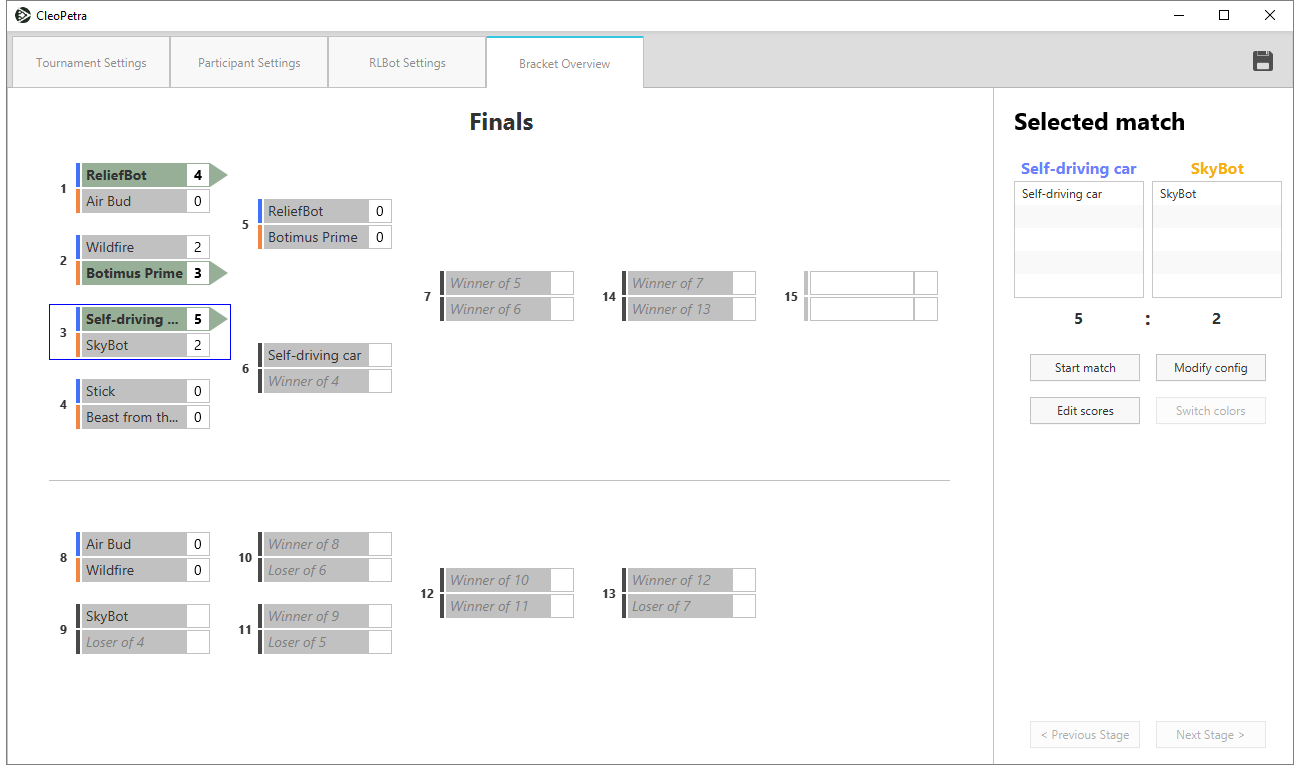 CleoPetra
Tournament Settings
Participant Settings
RLBot Settings
Bracket Overview
Finals
1
ReliefBot 4
Air Bud 0
2
Wildfire 2
Botimus Prime 3
3
Self-driving ... 5
SkyBot 2
4
Stick 0
Beast from th... 0
5
ReliefBot 0
Botimus Prime 0
6
Self-driving car
Winner of 4
7
Winner of 5
Winner of 6
14
Winner of 7
Winner of 13
15
8
Air Bud 0
Wildfire 0
9
SkyBot
Loser of 4
10
Winner of 8
Loser of 6
11
Winner of 9
Loser of 5
12
Winner of 10
Winner of 11
13
Winner of 12
Loser of 7
Selected match
Self-driving car SkyBot
Self-driving car SkyBot
5 : 2
Start match Modify config
Edit scores Switch colors
< Previous Stage Next Stage >